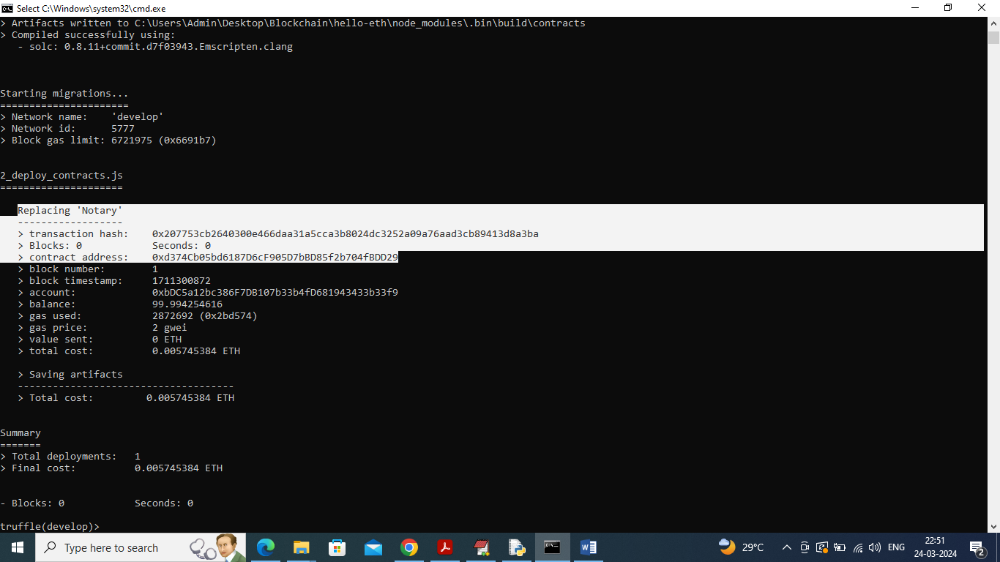 Select C:\Windows\system32\cmd.exe
> Artifacts written to C:\Users\Admin\Desktop\Blockchain\hello-eth\node_modules\.bin\build\contracts
> Compiled successfully using:
   - solc: 0.8.11+commit.d7f03943.Emscripten.clang
Starting migrations...
======================
> Network name:    'develop'
> Network id:      5777
> Block gas limit: 6721975 (0x6691b7)
2_deploy_contracts.js
=====================
   Replacing 'Notary'
   ------------------
   > transaction hash:    0x207753cb2640300e466daa31a5cca3b8024dc3252a09a76aad3cb89413d8a3ba
   > Blocks: 0            Seconds: 0
   > contract address:    0xd374Cb05bd6187D6cF905D7bBD85f2b704fBDD29
   > block number:        1
   > block timestamp:     1711300872
   > account:             0xbDC5a12bc386F7DB107b33b4fD681943433b33f9
   > balance:             99.994254616
   > gas used:            2872692 (0x2bd574)
   > gas price:           2 gwei
   > value sent:          0 ETH
   > total cost:          0.005745384 ETH
   > Saving artifacts
   -------------------------------------
   > Total cost:         0.005745384 ETH
Summary
=======
> Total deployments:   1
> Final cost:          0.005745384 ETH
- Blocks: 0            Seconds: 0
truffle(develop)>
Type here to search
29°C
ENG
22:51
24-03-2024
2